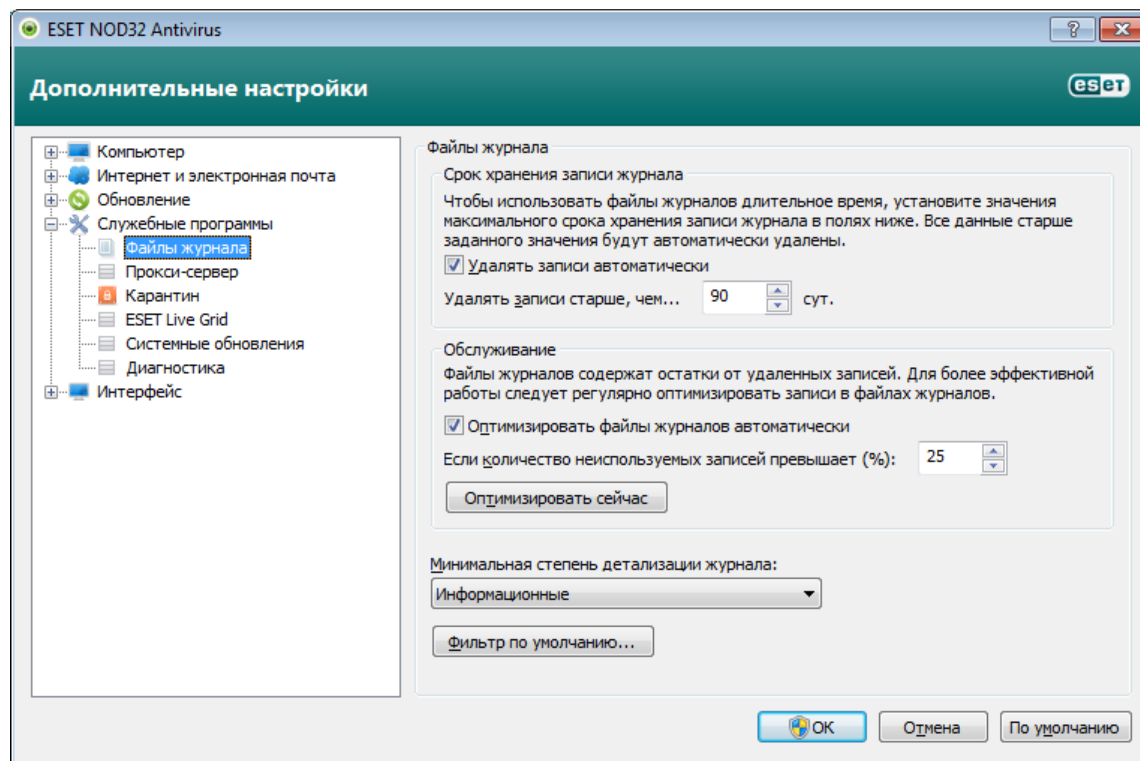 ESET NOD32 Antivirus
Дополнительные настройки
eset
Компьютер
Интернет и электронная почта
Обновление
Служебные программы
Файлы журнала
Прокси-сервер
Карантин
ESET Live Grid
Системные обновления
Диагностика
Интерфейс
Файлы журнала
Срок хранения записи журнала
Чтобы использовать файлы журналов длительное время, установите значения
максимального срока хранения записи журнала в полях ниже. Все данные старше
заданного значения будут автоматически удалены.
Удалять записи автоматически
Удалять записи старше, чем... 90 сут.
Обслуживание
Файлы журналов содержат остатки от удаленных записей. Для более эффективной
работы следует регулярно оптимизировать записи в файлах журналов.
Оптимизировать файлы журналов автоматически
Если количество неиспользуемых записей превышает (%): 25
Оптимизировать сейчас
Минимальная степень детализации журнала:
Информационные
Фильтр по умолчанию...
OK Отмена По умолчанию